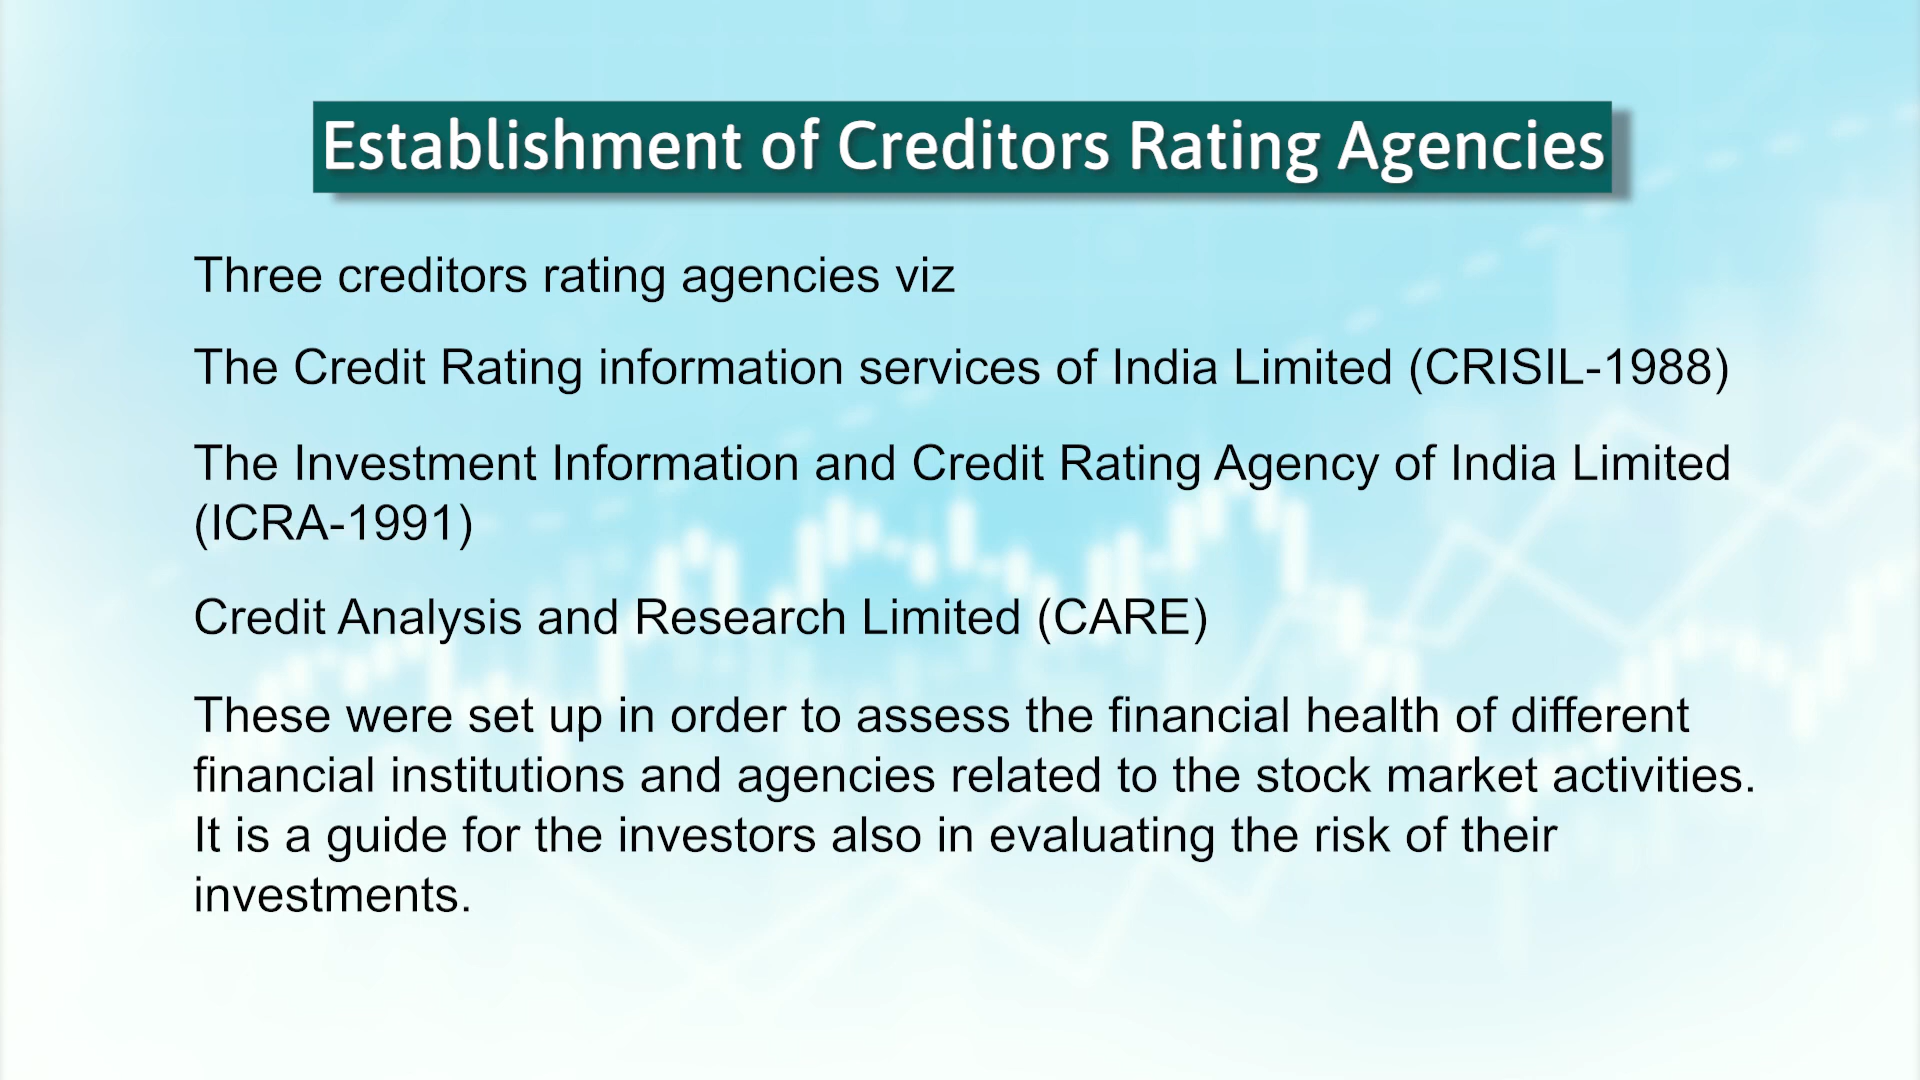 Establishment of Creditors Rating Agencies
Three creditors rating agencies viz
The Credit Rating information services of India Limited (CRISIL-1988)
The Investment Information and Credit Rating Agency of India Limited
(ICRA-1991)
Credit Analysis and Research Limited (CARE)
These were set up in order to assess the financial health of different
financial institutions and agencies related to the stock market activities.
It is a guide for the investors also in evaluating the risk of their
investments.